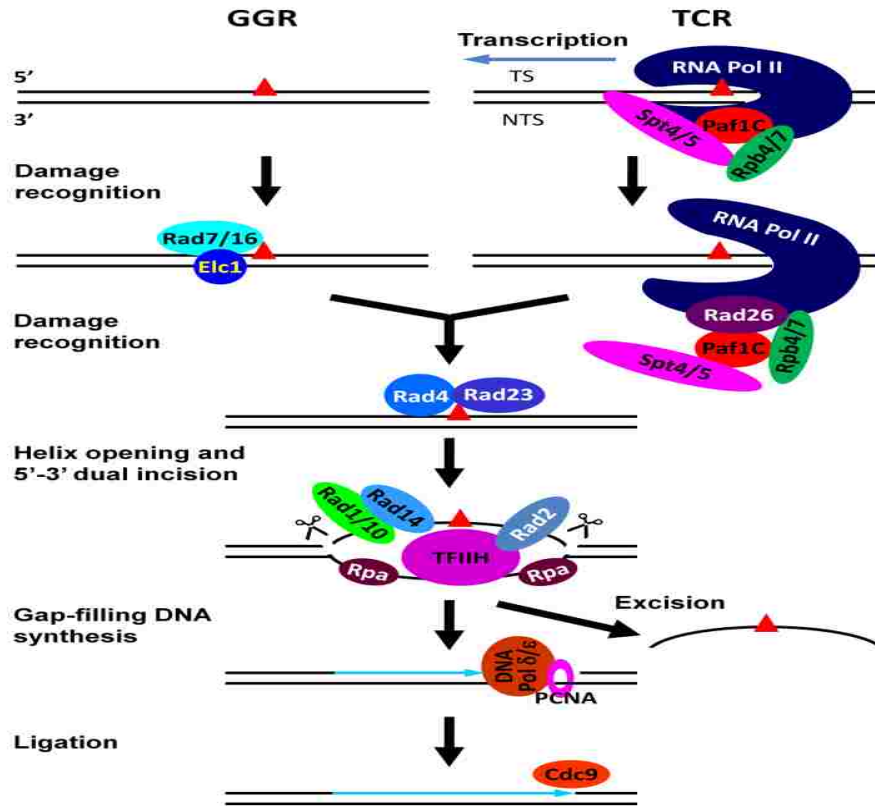 GGR
TCR
Transcription
RNA Pol II
5’
TS
3’
NTS
Spt4/5
Paf1C
Rpb4/7
Damage
recognition
RNA Pol II
Rad7/16
Elc1
Rad26
Paf1C
Rpb4/7
Spt4/5
Damage
recognition
Rad4
Rad23
Helix opening and
5’-3’ dual incision
Rad1/10
Rad14
Rad2
TFIIH
Rpa
Rpa
Excision
Gap-filling DNA
synthesis
DNA
Pol δ/ε
PCNA
Ligation
Cdc9